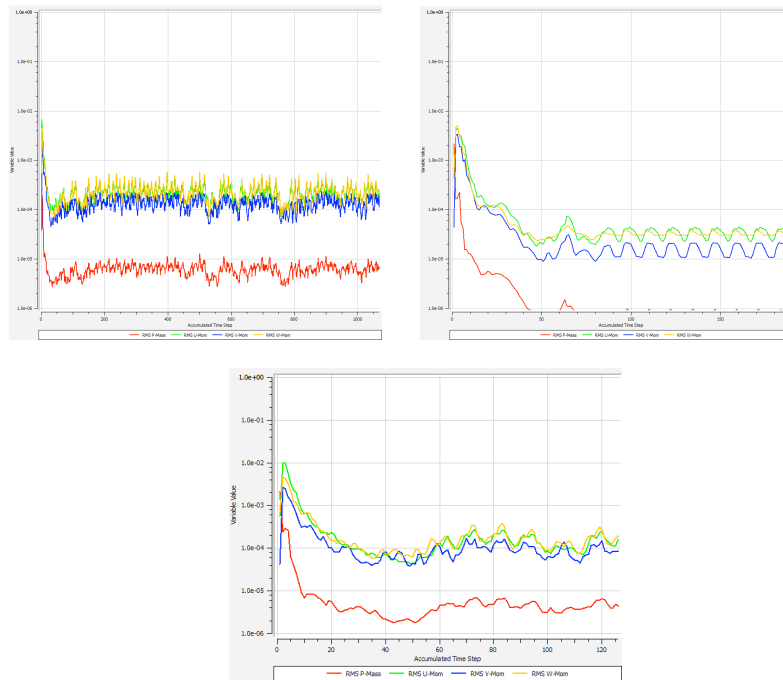 1.0e+00
1.0e-01
1.0e-02
1.0e-03
1.0e-04
1.0e-05
1.0e-06
Variable Value
0 200 400 600 800 1000
Accumulated Time Step
RMS P-Mass RMS U-Mom RMS V-Mom RMS W-Mom
1.0e+00
1.0e-01
1.0e-02
1.0e-03
1.0e-04
1.0e-05
1.0e-06
Variable Value
0 50 100 150
Accumulated Time Step
RMS P-Mass RMS U-Mom RMS V-Mom RMS W-Mom
1.0e+00
1.0e-01
1.0e-02
1.0e-03
1.0e-04
1.0e-05
1.0e-06
Variable Value
0 20 40 60 80 100 120
Accumulated Time Step
RMS P-Mass RMS U-Mom RMS V-Mom RMS W-Mom